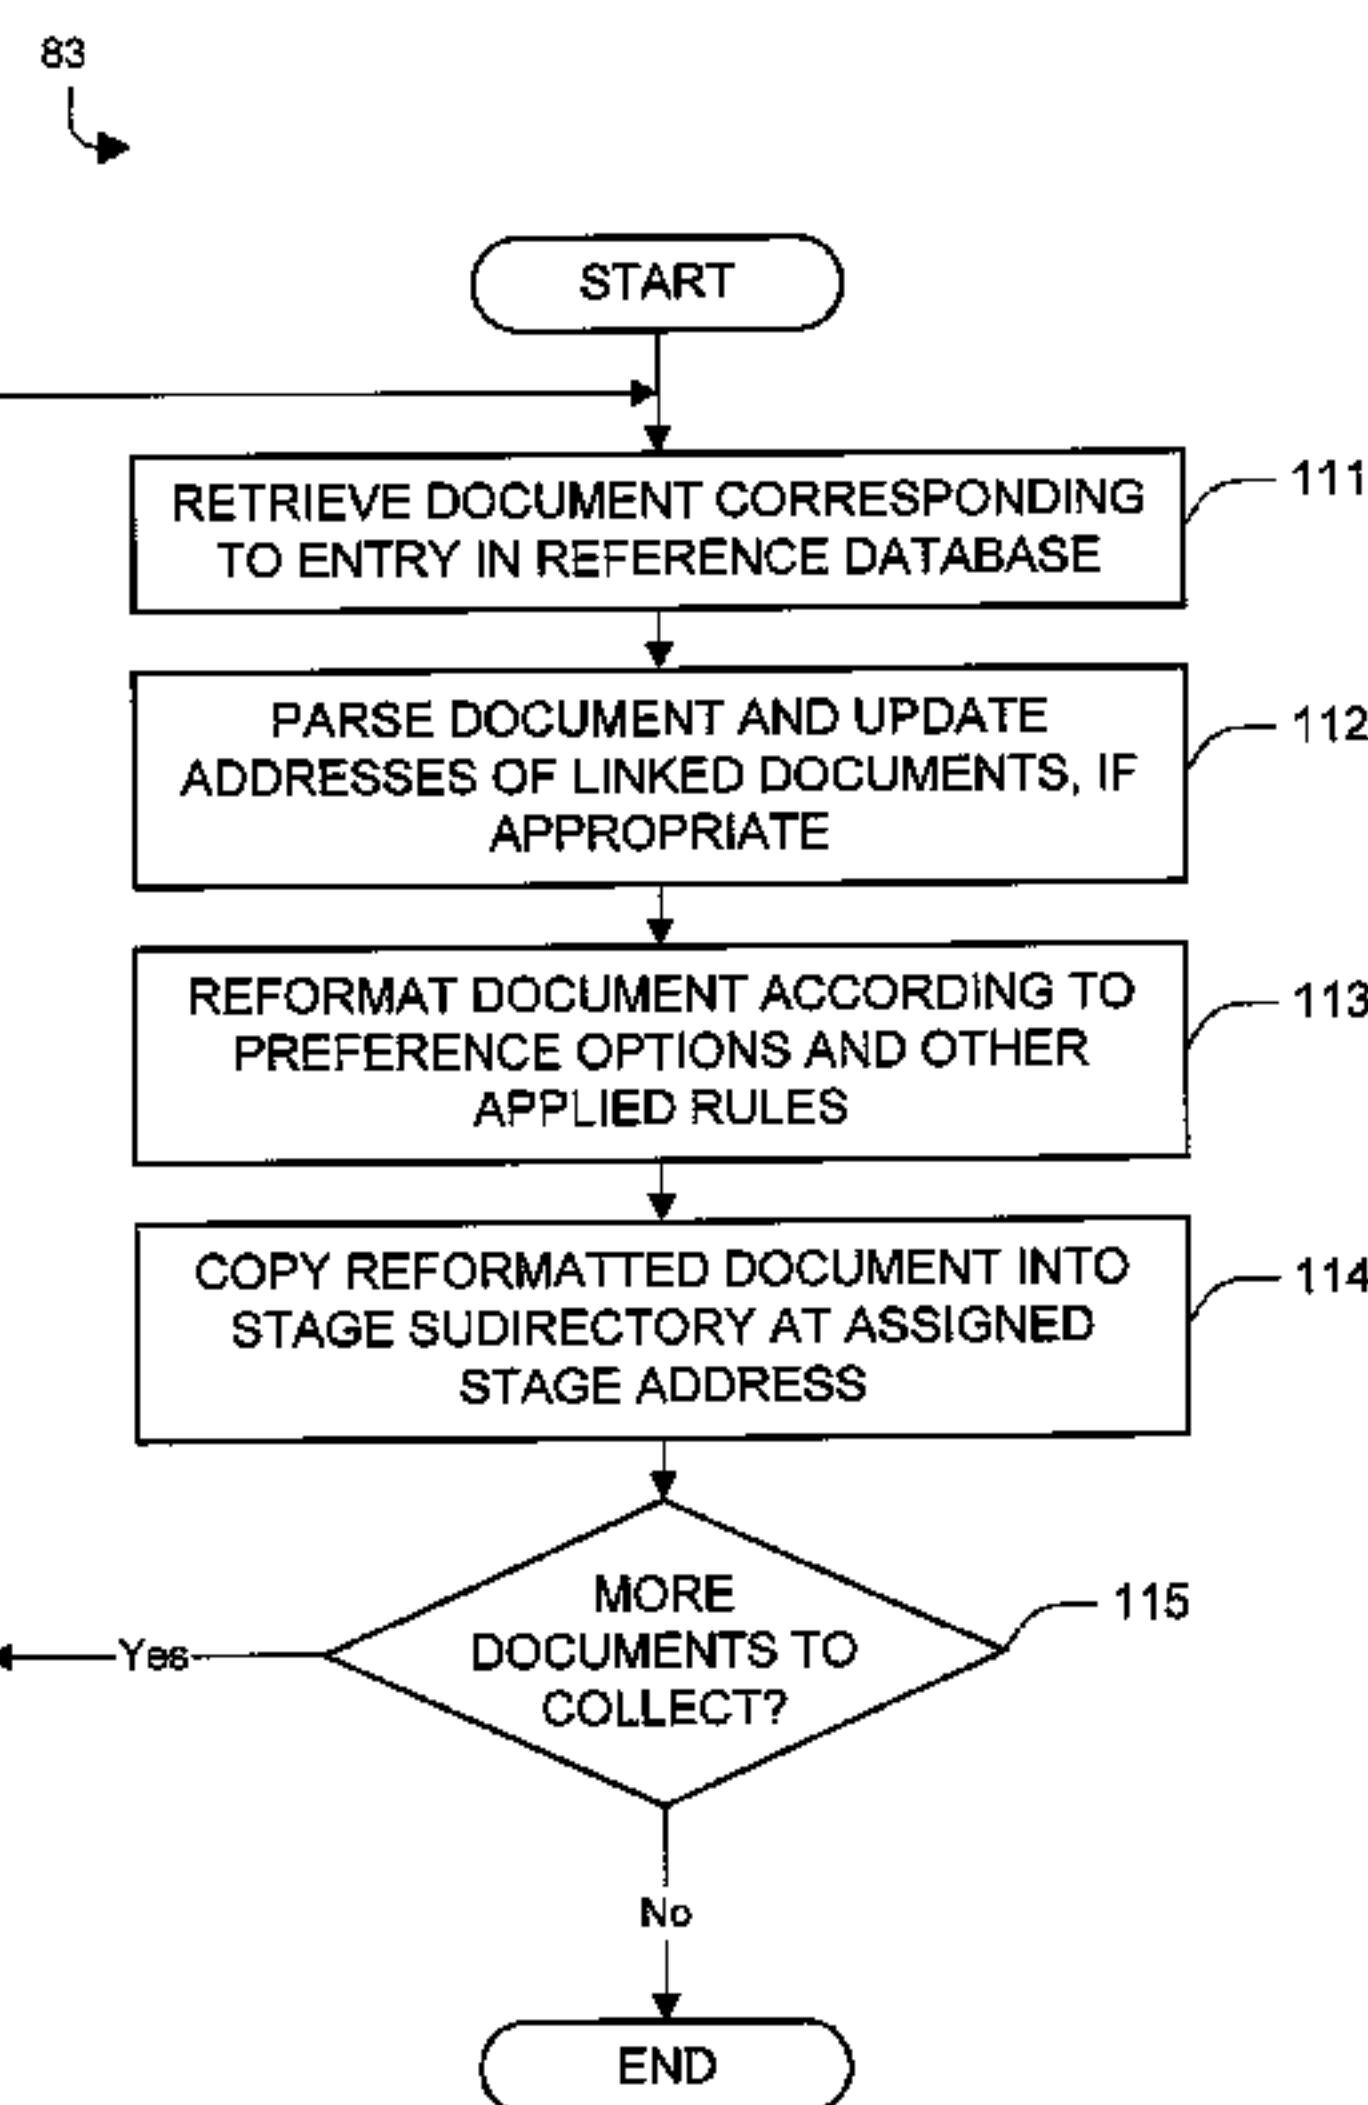 83
START
RETRIEVE DOCUMENT CORRESPONDING
TO ENTRY IN REFERENCE DATABASE
111
PARSE DOCUMENT AND UPDATE
ADDRESSES OF LINKED DOCUMENTS, IF
APPROPRIATE
112
REFORMAT DOCUMENT ACCORDING TO
PREFERENCE OPTIONS AND OTHER
APPLIED RULES
113
COPY REFORMATTED DOCUMENT INTO
STAGE SUDIRECTORY AT ASSIGNED
STAGE ADDRESS
114
MORE
DOCUMENTS TO
COLLECT?
115
Yes
No
END